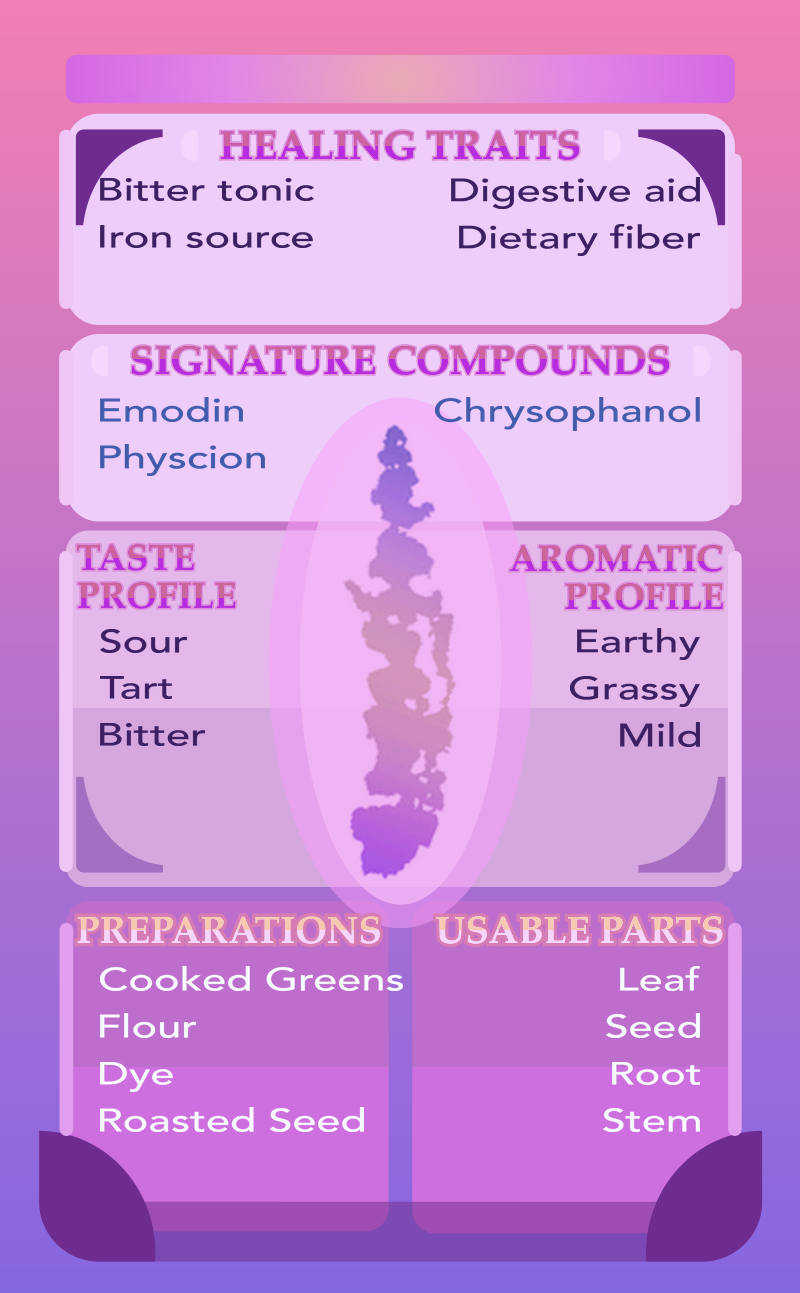 HEALING TRAITS
Bitter tonic
Iron source
Digestive aid
Dietary fiber
SIGNATURE COMPOUNDS
Emodin
Physcion
Chrysophanol
TASTE
PROFILE
Sour
Tart
Bitter
AROMATIC
PROFILE
Earthy
Grassy
Mild
PREPARATIONS
Cooked Greens
Flour
Dye
Roasted Seed
USABLE PARTS
Leaf
Seed
Root
Stem